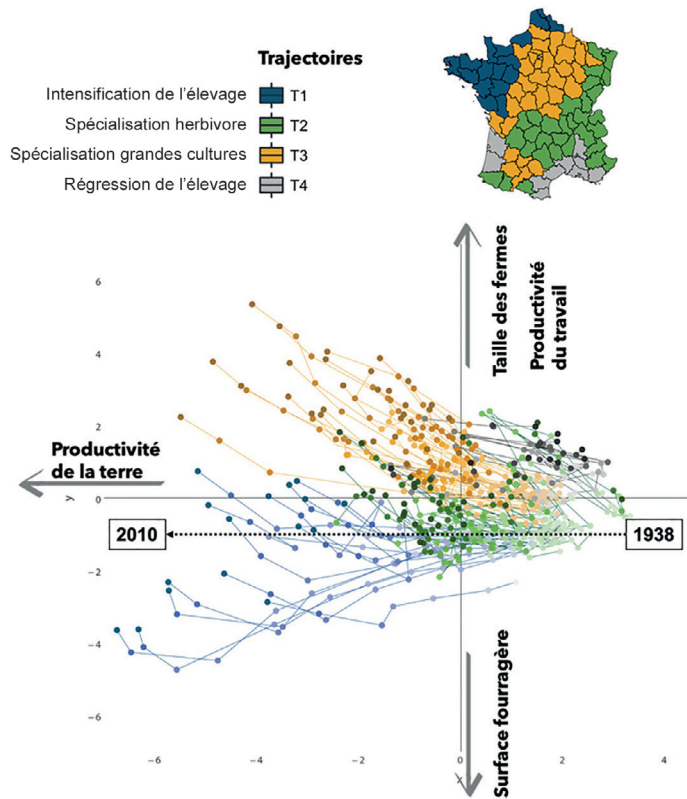 Trajectoires
Intensification de l'élevage T1
Spécialisation herbivore T2
Spécialisation grandes cultures T3
Régression de l'élevage T4
Taille des fermes
Productivité
du travail
6
4
2
Productivité
de la terre
y
0
2010
1938
−2
−4
−6
Surface fourragère
−6
−4
−2
0
2
4